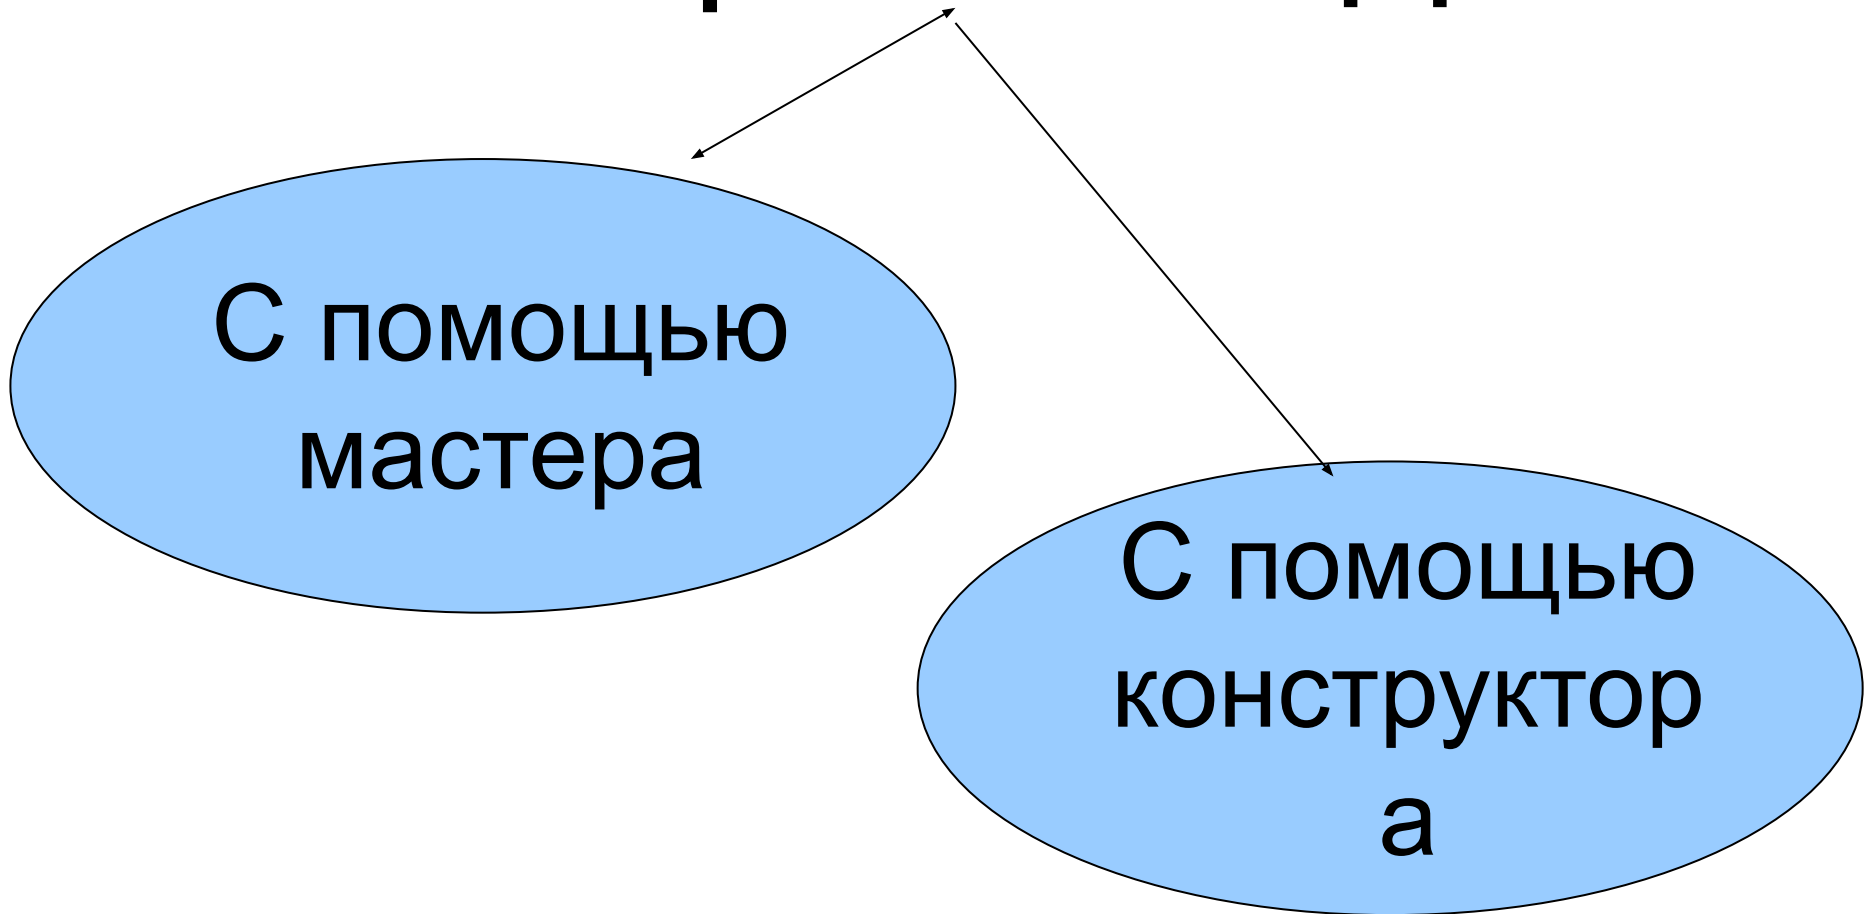 С помощью
мастера
С помощью
конструктор
а